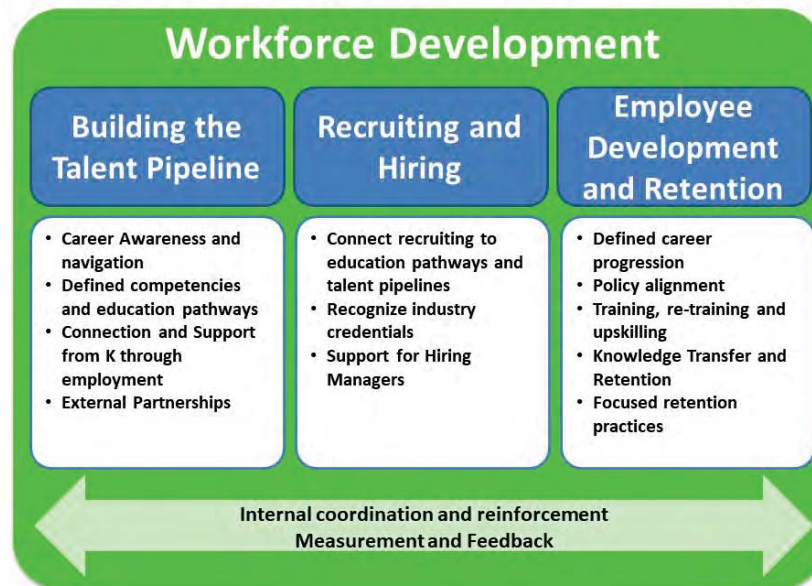 Workforce Development
Building the
Talent Pipeline
• Career Awareness and
navigation
• Defined competencies
and education pathways
• Connection and Support
from K through
employment
• External Partnerships
Recruiting and
Hiring
• Connect recruiting to
education pathways and
talent pipelines
• Recognize industry
credentials
• Support for Hiring
Managers
Employee
Development
and Retention
• Defined career
progression
• Policy alignment
• Training, re-training and
upskilling
• Knowledge Transfer and
Retention
• Focused retention
practices
Internal coordination and reinforcement
Measurement and Feedback